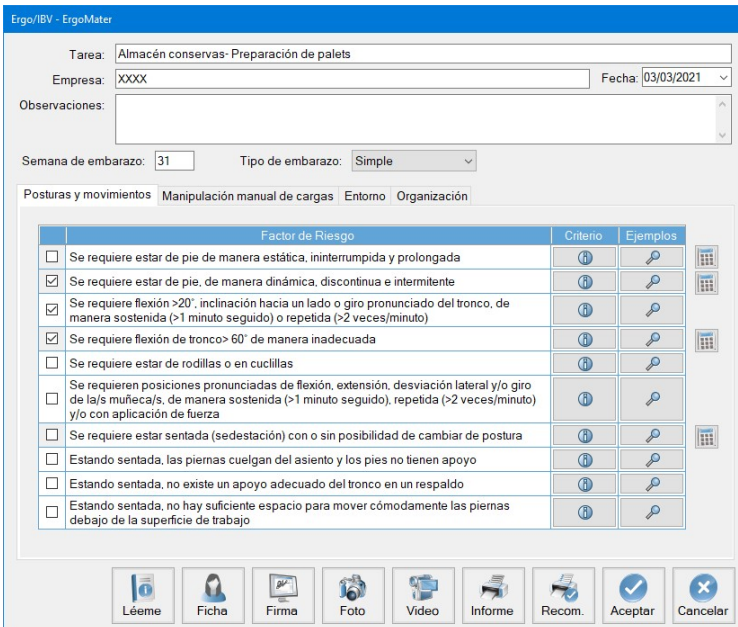 Ergo/IBV - ErgoMater
Tarea: Almacén conservas- Preparación de palets
Empresa: XXXX Fecha: 03/03/2021
Observaciones:
Semana de embarazo: 31 Tipo de embarazo: Simple
Posturas y movimientos Manipulación manual de cargas Entorno Organización
Factor de Riesgo Criterio Ejemplos
Se requiere estar de pie de manera estática, ininterrumpida y prolongada
Se requiere estar de pie, de manera dinámica, discontinua e intermitente
Se requiere flexión >20°, inclinación hacia un lado o giro pronunciado del tronco, de
manera sostenida (>1 minuto seguido) o repetida (>2 veces/minuto)
Se requiere flexión de tronco> 60° de manera inadecuada
Se requiere estar de rodillas o en cuclillas
Se requieren posiciones pronunciadas de flexión, extensión, desviación lateral y/o giro
de la/s muñeca/s, de manera sostenida (>1 minuto seguido), repetida (>2 veces/minuto)
y/o con aplicación de fuerza
Se requiere estar sentada (sedestación) con o sin posibilidad de cambiar de postura
Estando sentada, las piernas cuelgan del asiento y los pies no tienen apoyo
Estando sentada, no existe un apoyo adecuado del tronco en un respaldo
Estando sentada, no hay suficiente espacio para mover cómodamente las piernas
debajo de la superficie de trabajo
Léeme Ficha Firma Foto Video Informe Recom. Aceptar Cancelar